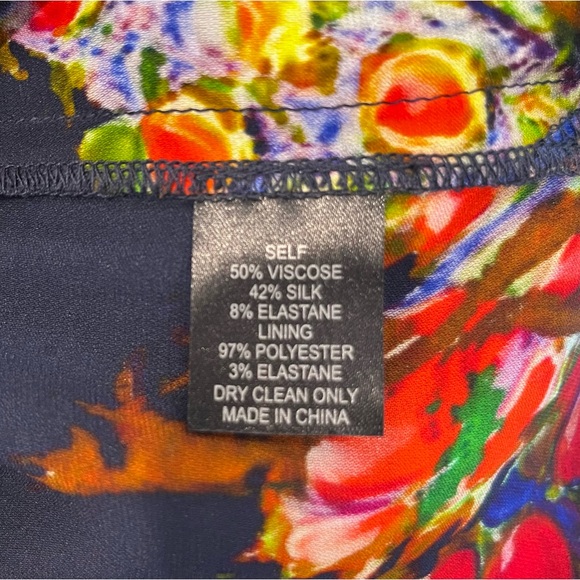 SELF
50% VISCOSE
42% SILK
8% ELASTANE
LINING
97% POLYESTER
3% ELASTANE
DRY CLEAN ONLY
MADE IN CHINA